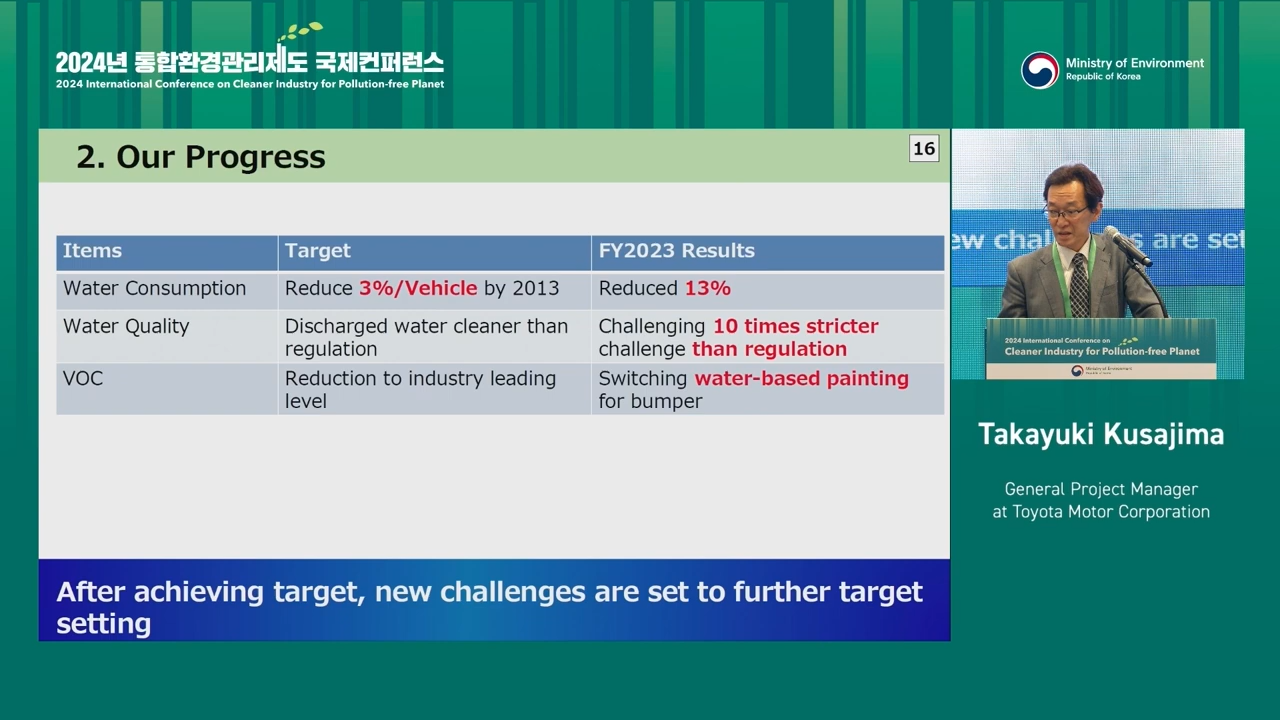 2024년 통합환경관리제도 국제컨퍼런스
2024 International Conference on Cleaner Industry for Pollution-free Planet
Ministry of Environment
Republic of Korea
2. Our Progress
16
Items Target FY2023 Results
Water Consumption Reduce 3%/Vehicle by 2013 Reduced 13%
Water Quality Discharged water cleaner than regulation Challenging 10 times stricter challenge than regulation
VOC Reduction to industry leading level Switching water-based painting for bumper
After achieving target, new challenges are set to further target
setting
ew chal es are set
2024 International Conference on
Cleaner Industry for Pollution-free Planet
Ministry of Environment
Takayuki Kusajima
General Project Manager
at Toyota Motor Corporation